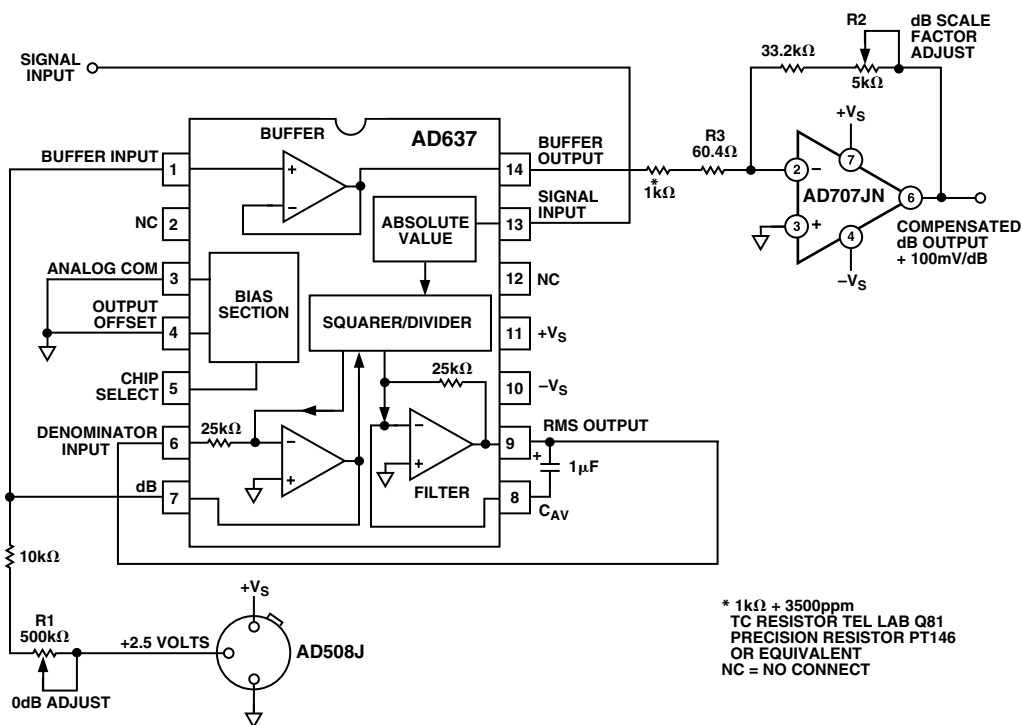 SIGNAL
INPUT
BUFFER
AD637
BUFFER
OUTPUT
BUFFER INPUT
1
+
−
14
NC
2
ABSOLUTE
VALUE
13
SIGNAL
INPUT
ANALOG COM
3
BIAS
SECTION
12
NC
OUTPUT
OFFSET
4
SQUARER/DIVIDER
11
+VS
CHIP
SELECT
5
25kΩ
10
−VS
DENOMINATOR
INPUT
6
25kΩ
−
+
−
+
9
RMS OUTPUT
+
1µF
dB
7
FILTER
8
CAV
*
1kΩ
R3
60.4Ω
33.2kΩ
R2
5kΩ
dB SCALE
FACTOR
ADJUST
+VS
7
2
−
AD707JN
6
3
+
4
−VS
COMPENSATED
dB OUTPUT
+ 100mV/dB
10kΩ
R1
500kΩ
+2.5 VOLTS
+VS
AD508J
0dB ADJUST
* 1kΩ + 3500ppm
TC RESISTOR TEL LAB Q81
PRECISION RESISTOR PT146
OR EQUIVALENT
NC = NO CONNECT